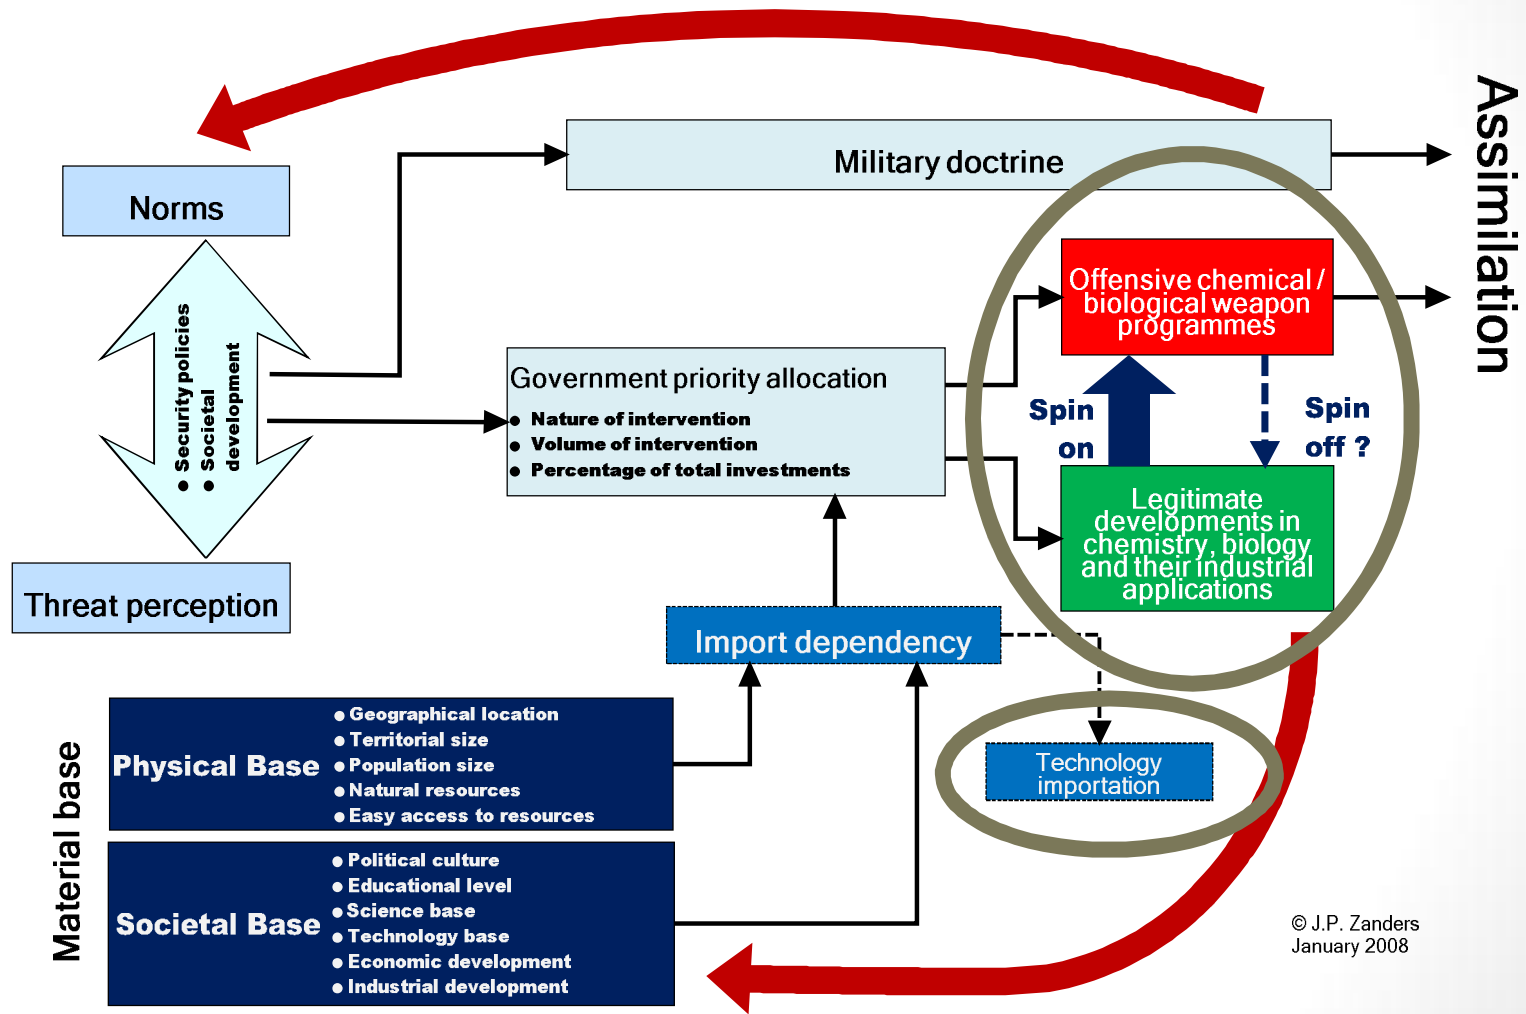 Assimilation
Military doctrine
Norms
● Security policies
● Societal
development
Threat perception
Government priority allocation
● Nature of intervention
● Volume of intervention
● Percentage of total investments
Offensive chemical /
biological weapon
programmes
Spin
on
Spin
off ?
Legitimate
developments in
chemistry, biology
and their industrial
applications
Import dependency
Technology
importation
Material base
Physical Base
● Geographical location
● Territorial size
● Population size
● Natural resources
● Easy access to resources
Societal Base
● Political culture
● Educational level
● Science base
● Technology base
● Economic development
● Industrial development
© J.P. Zanders
January 2008